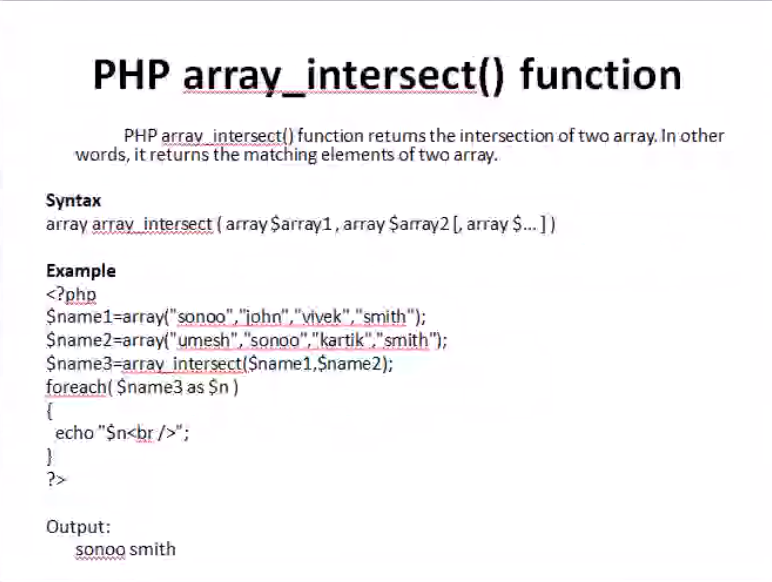 PHP array_intersect() function
PHP array_intersect() function returns the intersection of two array. In other
words, it returns the matching elements of two array.
Syntax
array array_intersect ( array $array1 , array $array2 [, array $... ] )
Example
<?php
$name1=array("sonoo","john","vivek","smith");
$name2=array("umesh","sonoo","kartik","smith");
$name3=array_intersect($name1,$name2);
foreach( $name3 as $n )
{
echo "$n<br />";
}
?>
Output:
sonoo smith